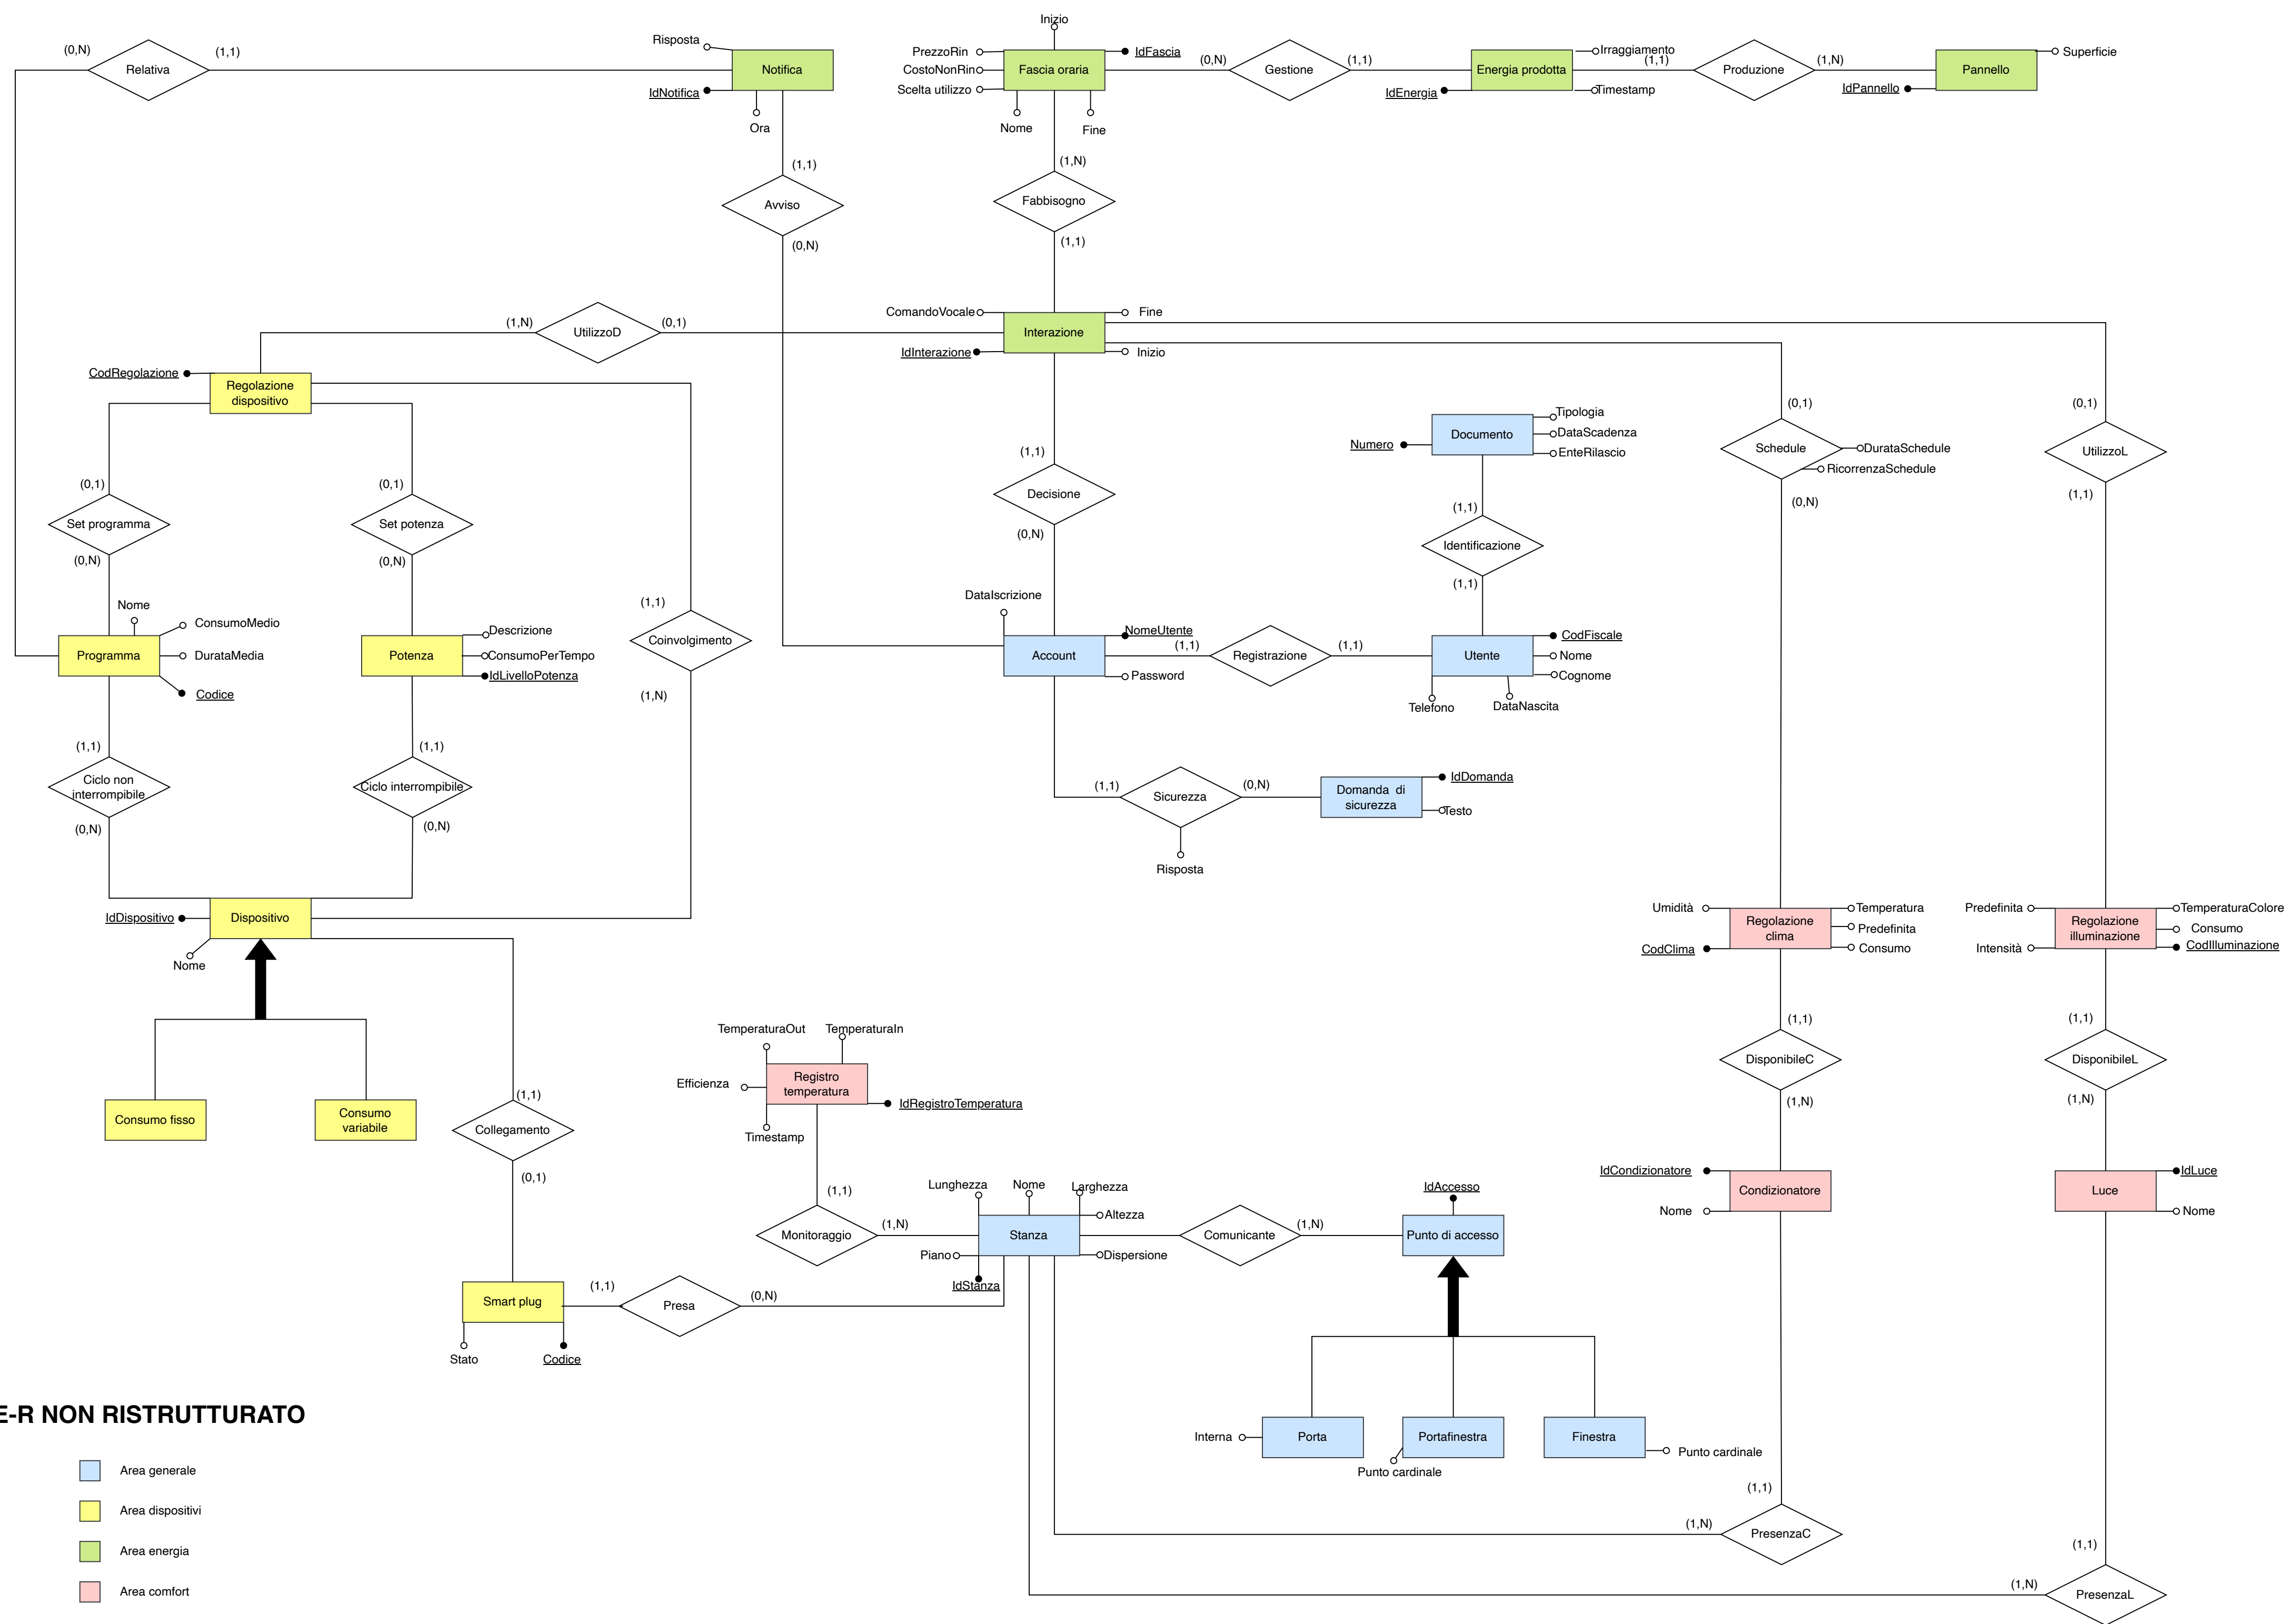 Inizio
(0,N)
Relativa
(1,1)
Risposta
Notifica
IdNotifica
Ora
PrezzoRin
CostoNonRin
Scelta utilizzo
Fascia oraria
IdFascia
Nome
Fine
(0,N)
Gestione
(1,1)
Energia prodotta
Irraggiamento
IdEnergia
Timestamp
(1,1)
Produzione
(1,N)
Pannello
Superficie
IdPannello
(1,1)
Avviso
(0,N)
(1,N)
Fabbisogno
(1,1)
(1,N)
UtilizzoD
(0,1)
ComandoVocale
Interazione
Fine
IdInterazione
Inizio
CodRegolazione
Regolazione
dispositivo
(0,1)
Set programma
(0,N)
(0,1)
Set potenza
(0,N)
(1,1)
Decisione
(0,N)
Documento
Tipologia
DataScadenza
EnteRilascio
Numero
(1,1)
Identificazione
(1,1)
(0,1)
Schedule
DurataSchedule
RicorrenzaSchedule
(0,N)
(0,1)
UtilizzoL
(1,1)
Nome
ConsumoMedio
Programma
DurataMedia
Codice
Potenza
Descrizione
ConsumoPerTempo
IdLivelloPotenza
(1,1)
Coinvolgimento
(1,N)
DataIscrizione
Account
NomeUtente
Password
(1,1)
Registrazione
(1,1)
Utente
CodFiscale
Nome
Cognome
Telefono
DataNascita
(1,1)
Ciclo non
interrompibile
(0,N)
(1,1)
Ciclo interrompibile
(0,N)
(1,1)
Sicurezza
(0,N)
Risposta
Domanda di
sicurezza
IdDomanda
Testo
IdDispositivo
Dispositivo
Nome
Umidità
Regolazione
clima
Temperatura
Predefinita
Consumo
CodClima
Predefinita
Regolazione
illuminazione
TemperaturaColore
Consumo
CodIlluminazione
Intensità
Consumo fisso
Consumo
variabile
(1,1)
Collegamento
(0,1)
TemperaturaOut
TemperaturaIn
Efficienza
Registro
temperatura
IdRegistroTemperatura
Timestamp
(1,1)
DisponibileC
(1,N)
(1,1)
DisponibileL
(1,N)
(1,1)
Monitoraggio
(1,N)
Lunghezza
Nome
Larghezza
Altezza
Stanza
Piano
Dispersione
IdStanza
Comunicante
(1,N)
IdAccesso
Punto di accesso
IdCondizionatore
Condizionatore
Nome
IdLuce
Luce
Nome
Smart plug
Stato
Codice
(1,1)
Presa
(0,N)
Interna
Porta
Portafinestra
Punto cardinale
Finestra
Punto cardinale
E-R NON RISTRUTTURATO
Area generale
Area dispositivi
Area energia
Area comfort
(1,1)
(1,N)
PresenzaC
(1,1)
(1,N)
PresenzaL